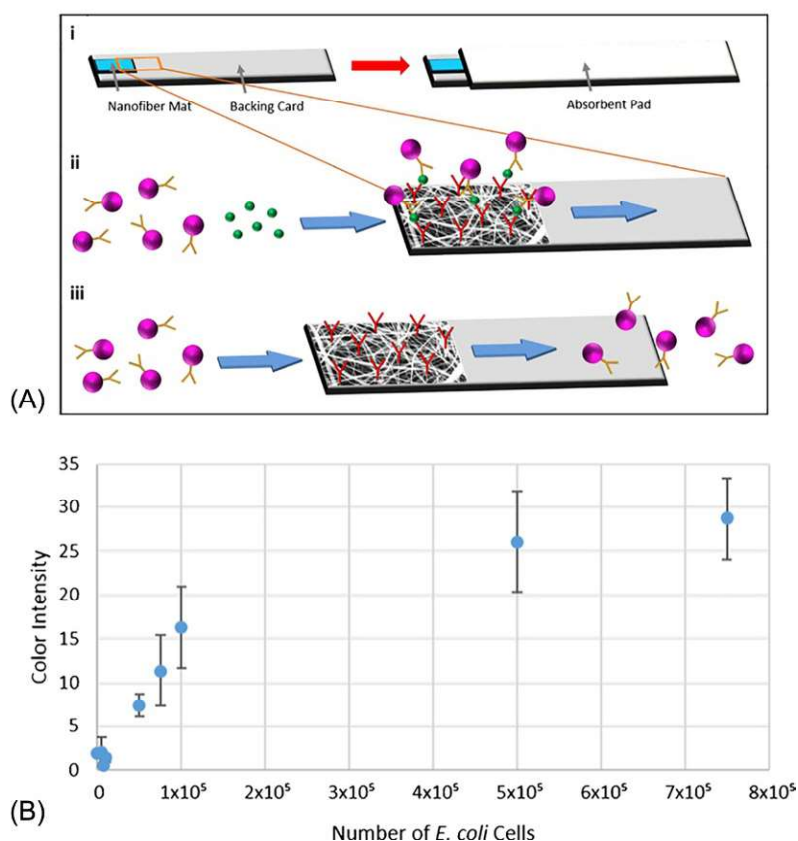 i
Nanofiber Mat
Backing Card
Absorbent Pad
ii
iii
(A)
35
30
25
20
15
10
5
0
Color Intensity
0 1x10⁵ 2x10⁵ 3x10⁵ 4x10⁵ 5x10⁵ 6x10⁵ 7x10⁵ 8x10⁵
(B)
Number of E. coli Cells